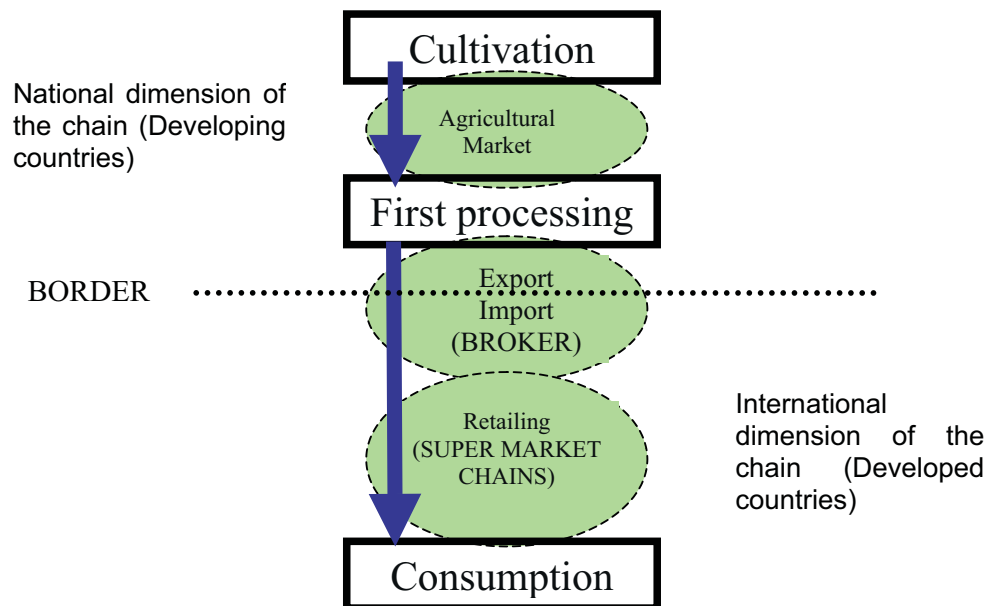 Cultivation
National dimension of
the chain (Developing
countries)
Agricultural
Market
First processing
BORDER
Export
Import
(BROKER)
Retailing
(SUPER MARKET
CHAINS)
International
dimension of the
chain (Developed
countries)
Consumption